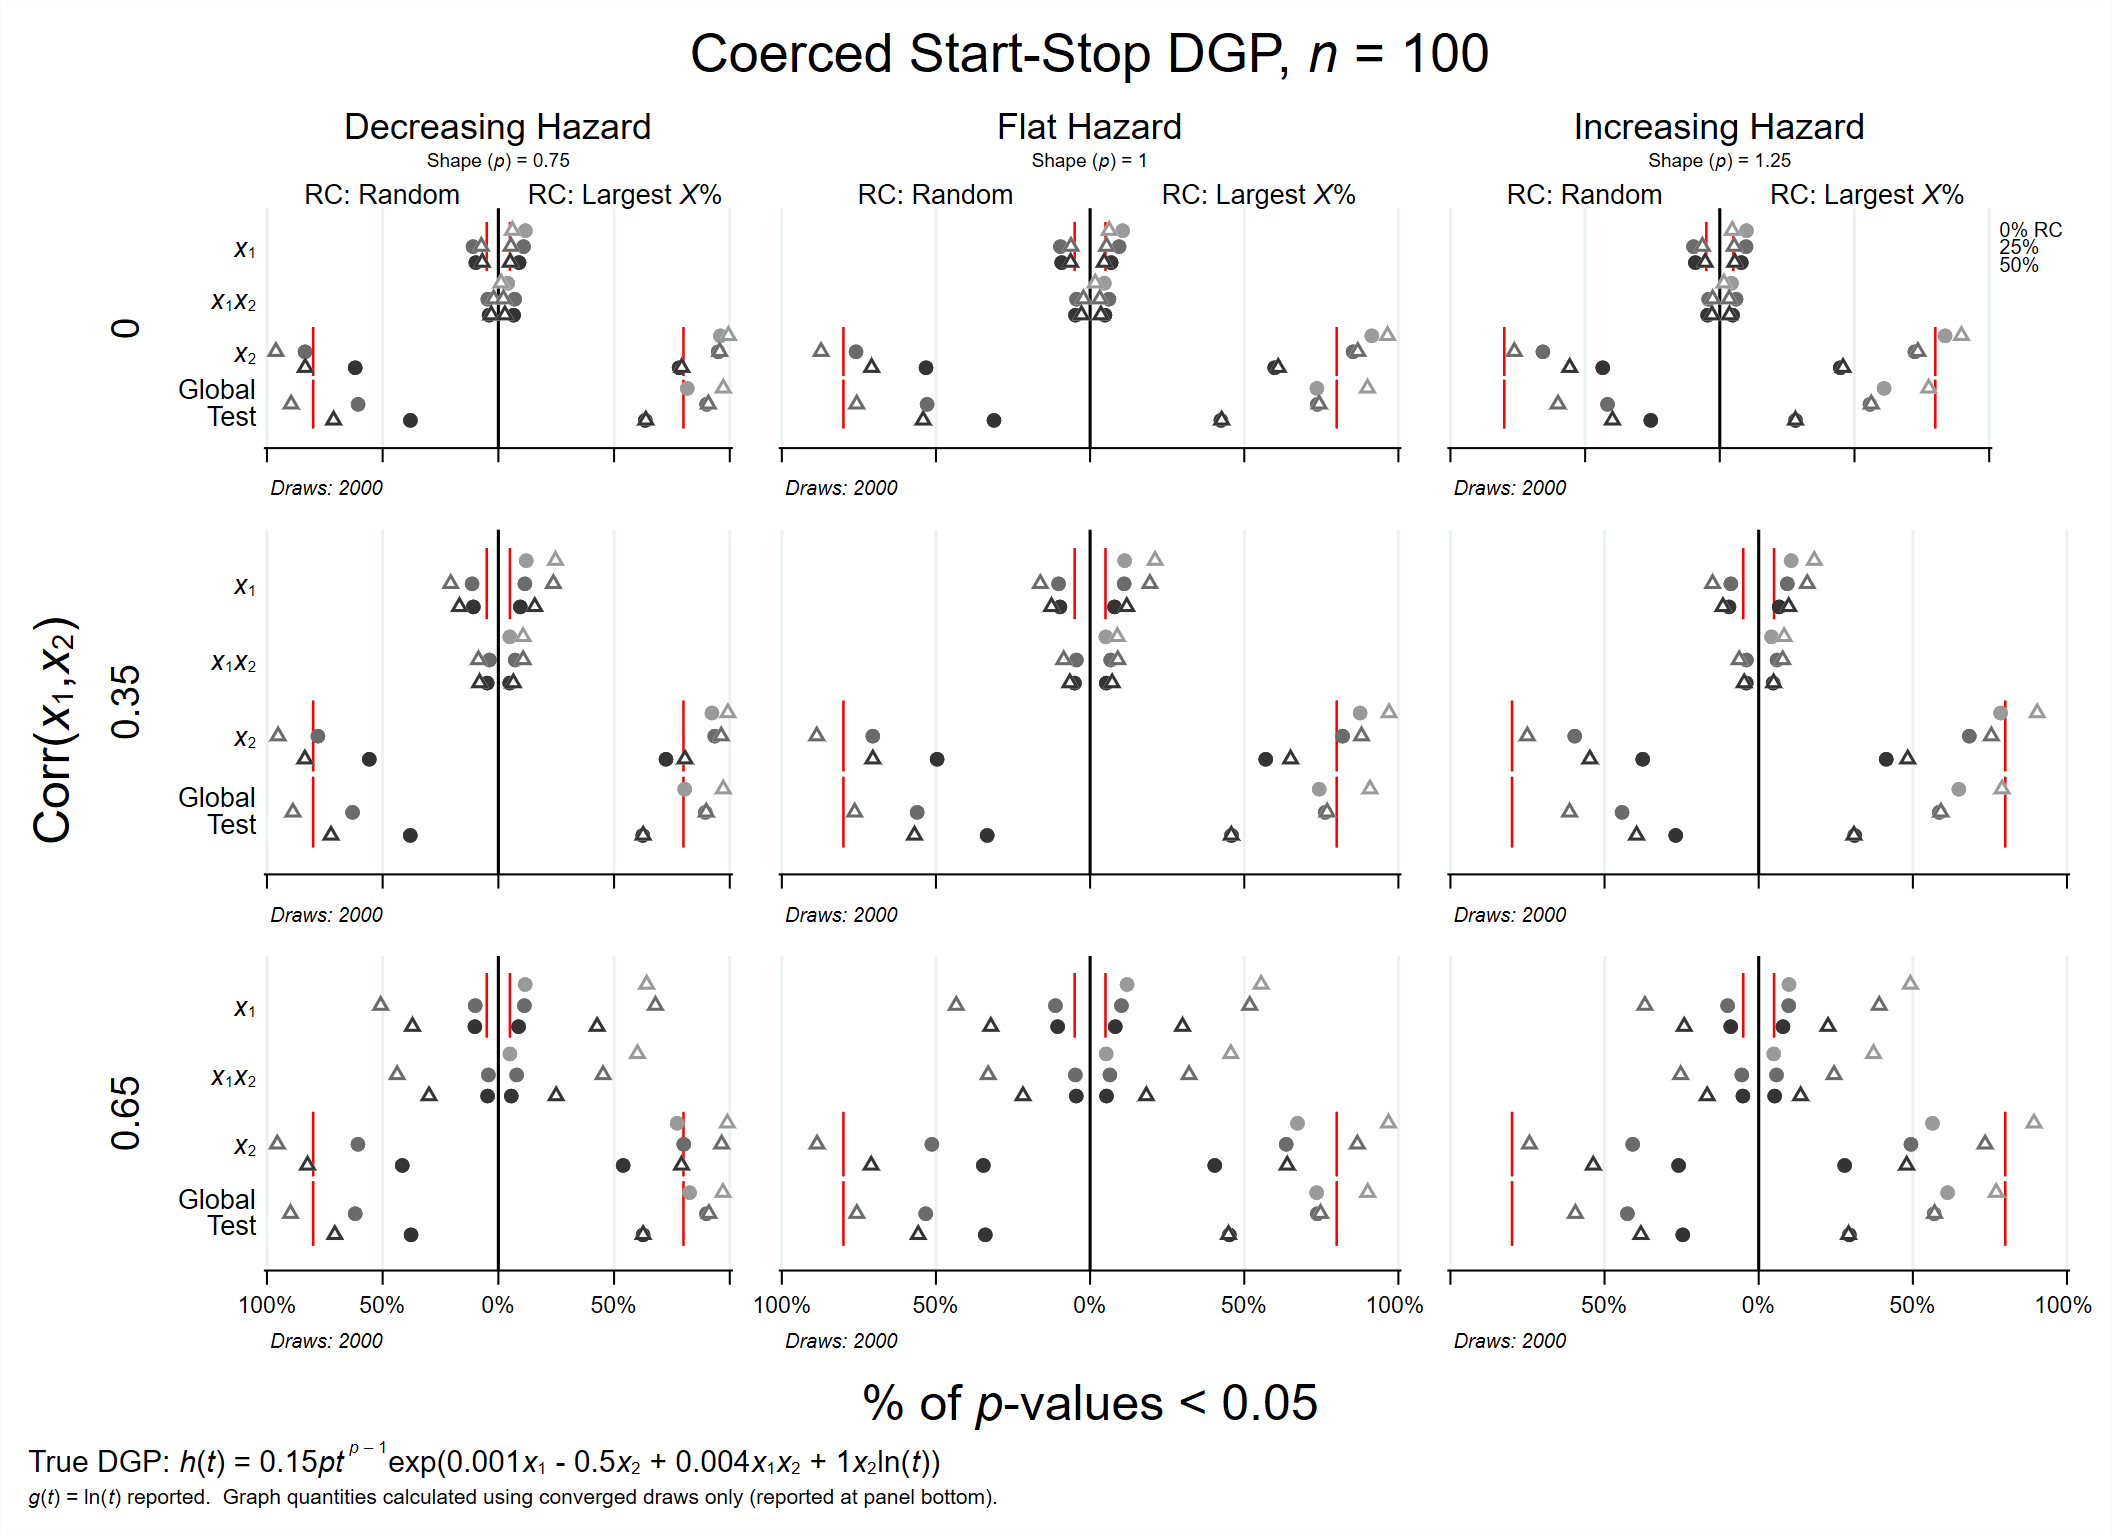 Coerced Start-Stop DGP, n = 100
Decreasing Hazard
Shape (p) = 0.75
RC: Random RC: Largest X%
Flat Hazard
Shape (p) = 1
RC: Random RC: Largest X%
Increasing Hazard
Shape (p) = 1.25
RC: Random RC: Largest X%
0% RC
25%
50%
Corr(x₁,x₂)
0
x₁
x₁x₂
x₂
Global
Test
Draws: 2000
Draws: 2000
Draws: 2000
0.35
x₁
x₁x₂
x₂
Global
Test
Draws: 2000
Draws: 2000
Draws: 2000
0.65
x₁
x₁x₂
x₂
Global
Test
100% 50% 0% 50%
100% 50% 0% 50% 100%
50% 0% 50% 100%
Draws: 2000
Draws: 2000
Draws: 2000
% of p-values < 0.05
True DGP: h(t) = 0.15pt^(p – 1) exp(0.001x₁ - 0.5x₂ + 0.004x₁x₂ + 1x₂ln(t))
g(t) = ln(t) reported. Graph quantities calculated using converged draws only (reported at panel bottom).